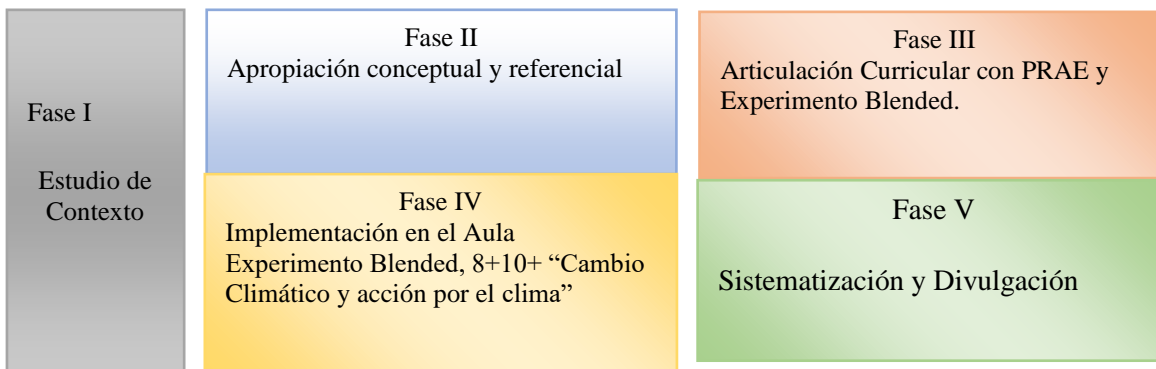 Fase I
Estudio de
Contexto
Fase II
Apropiación conceptual y referencial
Fase III
Articulación Curricular con PRAE y
Experimento Blended.
Fase IV
Implementación en el Aula
Experimento Blended, 8+10+ “Cambio
Climático y acción por el clima”
Fase V
Sistematización y Divulgación